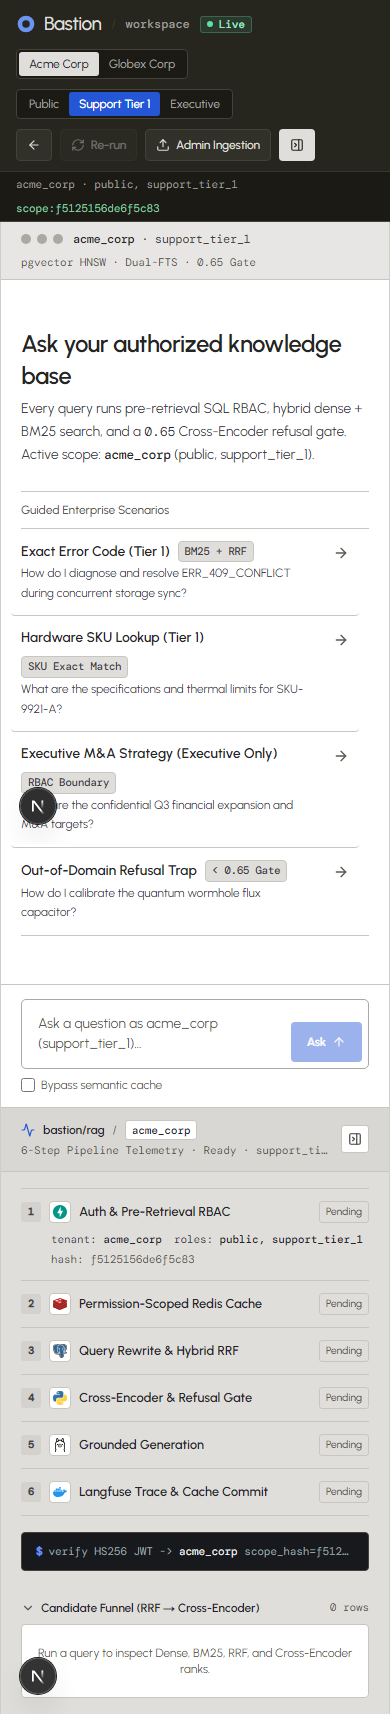 Bastion / workspace Live
Acme Corp Globex Corp
Public Support Tier 1 Executive
Re-run Admin Ingestion
acme_corp · public, support_tier_1
scope:ƒ5125156de6ƒ5c83
acme_corp · support_tier_1
pgvector HNSW · Dual-FTS · 0.65 Gate
Ask your authorized knowledge
base
Every query runs pre-retrieval SQL RBAC, hybrid dense +
BM25 search, and a 0.65 Cross-Encoder refusal gate.
Active scope: acme_corp (public, support_tier_1).
Guided Enterprise Scenarios
Exact Error Code (Tier 1) BM25 + RRF
How do I diagnose and resolve ERR_409_CONFLICT
during concurrent storage sync?
Hardware SKU Lookup (Tier 1)
SKU Exact Match
What are the specifications and thermal limits for SKU-
9921-A?
Executive M&A Strategy (Executive Only)
RBAC Boundary
are the confidential Q3 financial expansion and
M&A targets?
N
Out-of-Domain Refusal Trap < 0.65 Gate
How do I calibrate the quantum wormhole flux
capacitor?
Ask a question as acme_corp
(support_tier_1)...
Ask
Bypass semantic cache
bastion/rag / acme_corp
6-Step Pipeline Telemetry · Ready · support_ti…
1 Auth & Pre-Retrieval RBAC Pending
tenant: acme_corp roles: public, support_tier_1
hash: ƒ5125156de6ƒ5c83
2 Permission-Scoped Redis Cache Pending
3 Query Rewrite & Hybrid RRF Pending
4 Cross-Encoder & Refusal Gate Pending
5 Grounded Generation Pending
6 Langfuse Trace & Cache Commit Pending
$ verify HS256 JWT -> acme_corp scope_hash=ƒ512…
Candidate Funnel (RRF → Cross-Encoder) 0 rows
Run a query to inspect Dense, BM25, RRF, and Cross-Encoder
ranks.
N